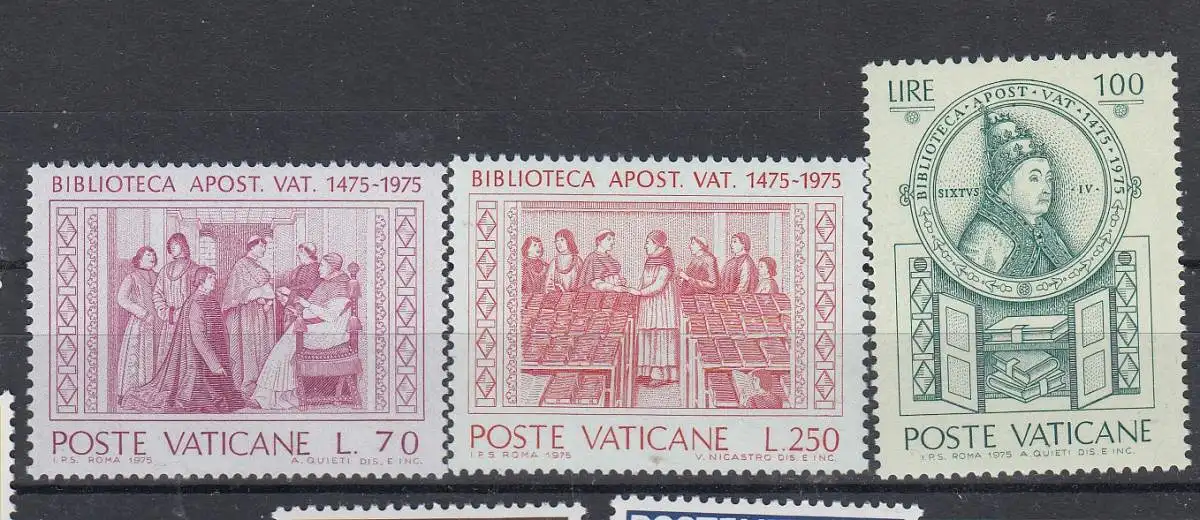 BIBLIOTECA APOST. VAT. 1475-1975
POSTE VATICANE L. 70
I.P.S. ROMA 1975 A. QUIETI DIS. E INC.
BIBLIOTECA APOST. VAT. 1475-1975
POSTE VATICANE L. 250
I.P.S. ROMA 1975 V. NICASTRO DIS. E INC.
LIRE 100
BIBLIOTECA · APOST · VAT · 1475-1975
SIXTVS · IV ·
POSTE VATICANE
I.P.S. ROMA 1975 A. QUIETI DIS. E INC.